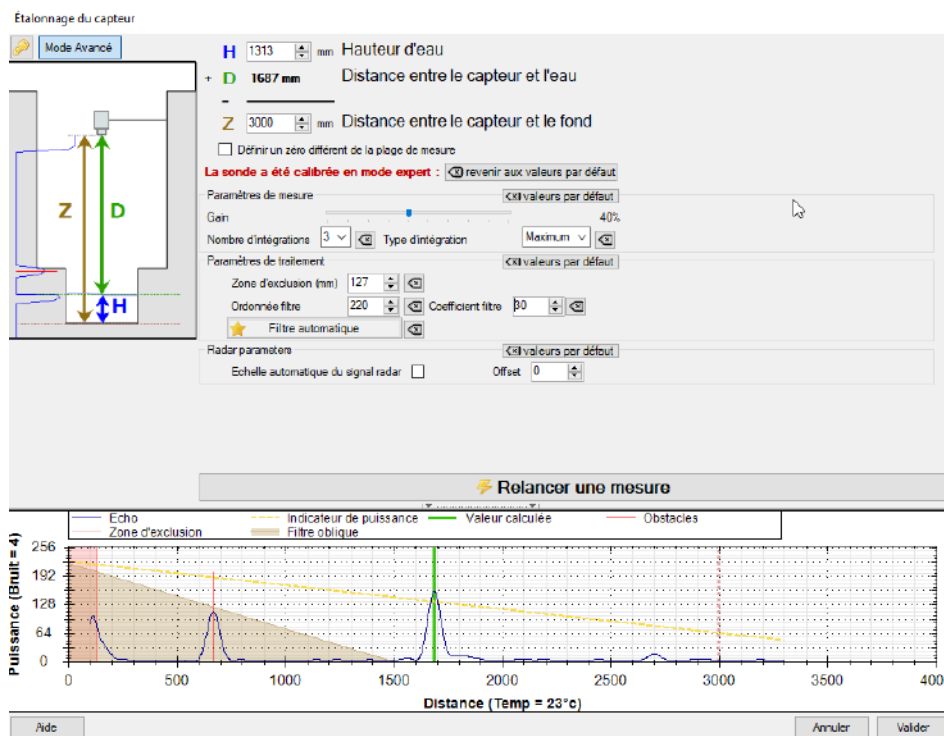 Étalonnage du capteur
Mode Avancé
H 1313 mm Hauteur d'eau
+ D 1687 mm Distance entre le capteur et l'eau
-
Z 3000 mm Distance entre le capteur et le fond
Définir un zéro différent de la plage de mesure
La sonde a été calibrée en mode expert : revenir aux valeurs par défaut
Paramètres de mesure valeurs par défaut
Gain 40%
Nombre d'intégrations 3 Type d'intégration Maximum
Paramètres de traitement valeurs par défaut
Zone d'exclusion (mm) 127
Ordonnée filtre 220 Coefficient filtre 80
Filtre automatique
Radar parameters valeurs par défaut
Echelle automatique du signal radar Offset 0
Z D H
Relancer une mesure
Echo Indicateur de puissance Valeur calculée Obstacles
Zone d'exclusion Filtre oblique
Puissance (Bruit = 4)
256
192
128
64
0
0 500 1000 1500 2000 2500 3000 3500 400
Distance (Temp = 23°c)
Aide Annuler Valider